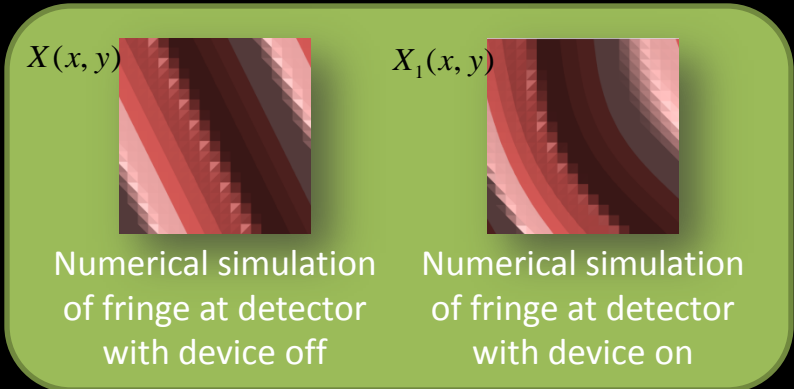 X(x, y)
X₁(x, y)
Numerical simulation
of fringe at detector
with device off
Numerical simulation
of fringe at detector
with device on